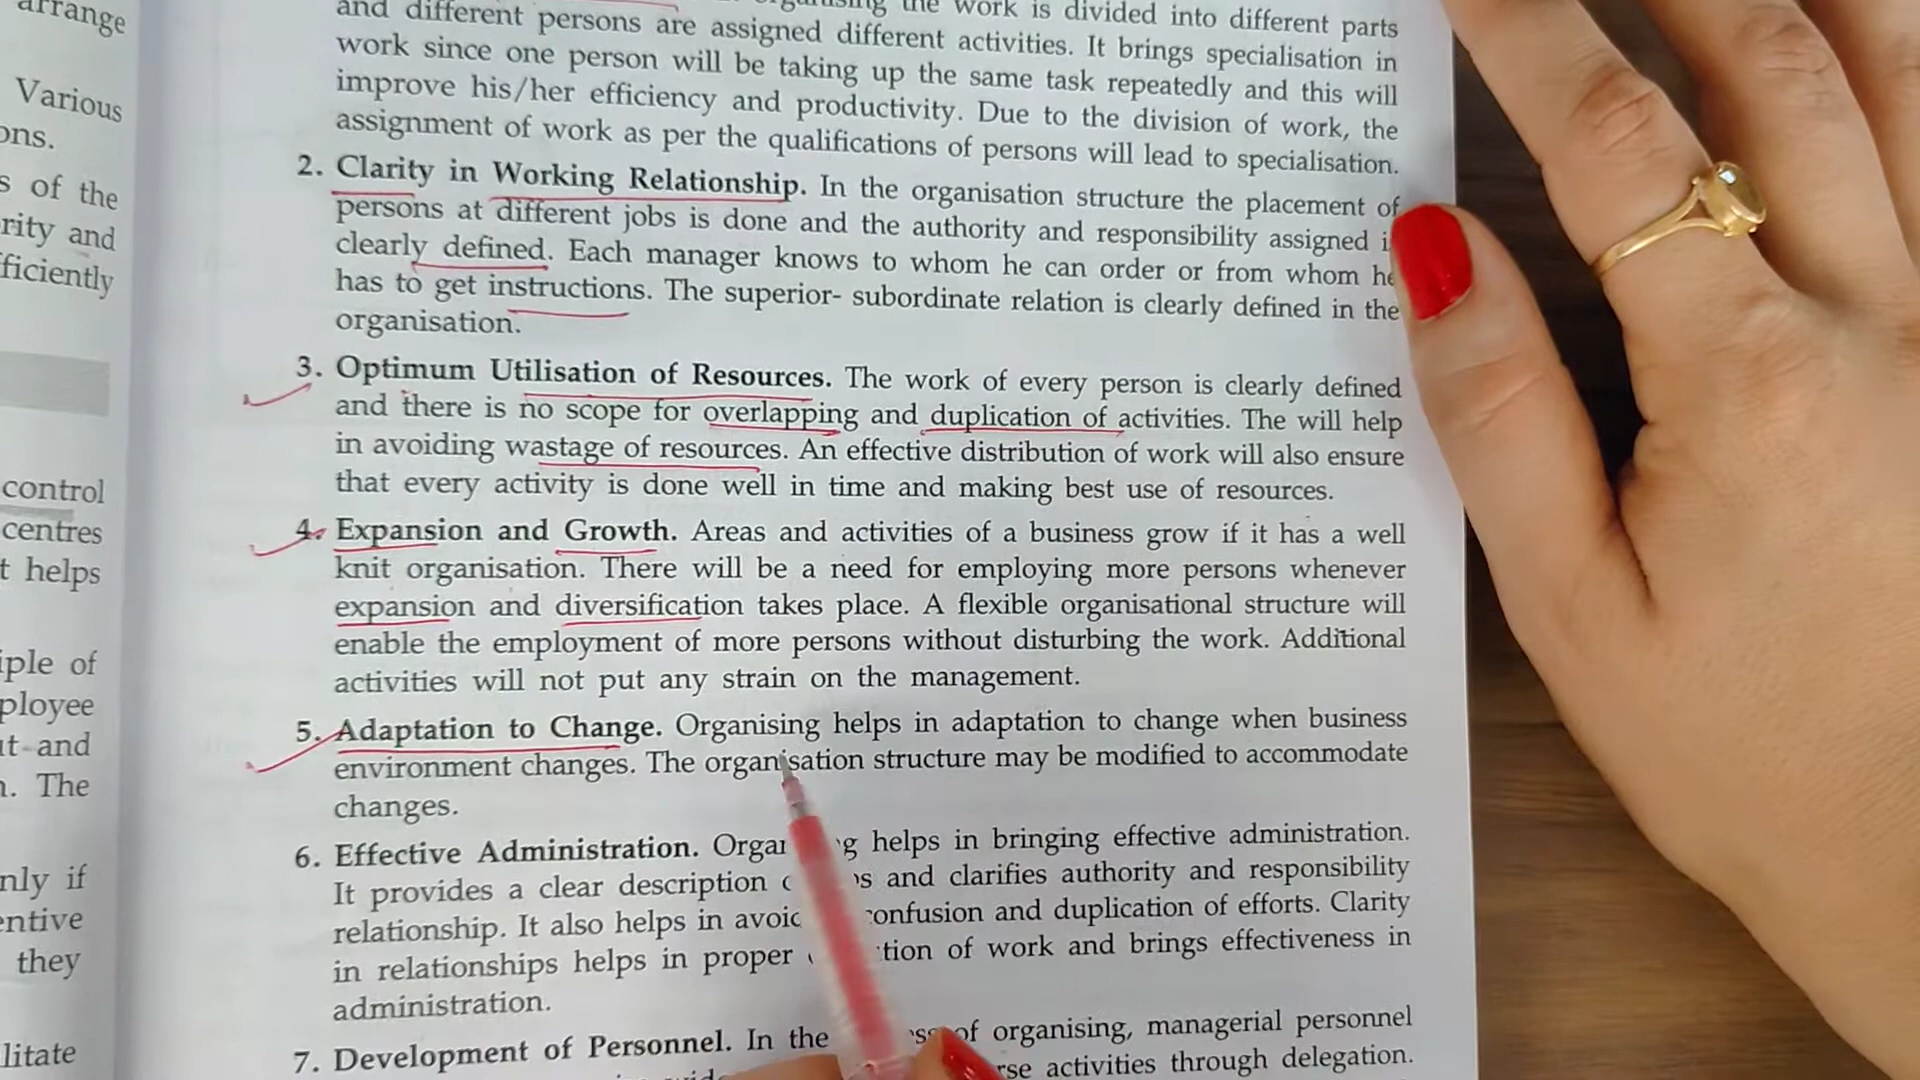 arrange
Various
ons.
s of the
rity and
fficiently
control
centres
t helps
iple of
ployee
ut and
n. The
nly if
entive
they
litate
the work is divided into different parts
and different persons are assigned different activities. It brings specialisation in
work since one person will be taking up the same task repeatedly and this will
improve his/her efficiency and productivity. Due to the division of work, the
assignment of work as per the qualifications of persons will lead to specialisation.
2. Clarity in Working Relationship. In the organisation structure the placement of
persons at different jobs is done and the authority and responsibility assigned i
clearly defined. Each manager knows to whom he can order or from whom he
has to get instructions. The superior- subordinate relation is clearly defined in the
organisation.
3. Optimum Utilisation of Resources. The work of every person is clearly defined
and there is no scope for overlapping and duplication of activities. The will help
in avoiding wastage of resources. An effective distribution of work will also ensure
that every activity is done well in time and making best use of resources.
4. Expansion and Growth. Areas and activities of a business grow if it has a well
knit organisation. There will be a need for employing more persons whenever
expansion and diversification takes place. A flexible organisational structure will
enable the employment of more persons without disturbing the work. Additional
activities will not put any strain on the management.
5. Adaptation to Change. Organising helps in adaptation to change when business
environment changes. The organisation structure may be modified to accommodate
changes.
6. Effective Administration. Orga g helps in bringing effective administration.
It provides a clear description s and clarifies authority and responsibility
relationship. It also helps in avoi confusion and duplication of efforts. Clarity
in relationships helps in proper tion of work and brings effectiveness in
administration.
7. Development of Personnel. In the of organising, managerial personnel
rse activities through delegation.